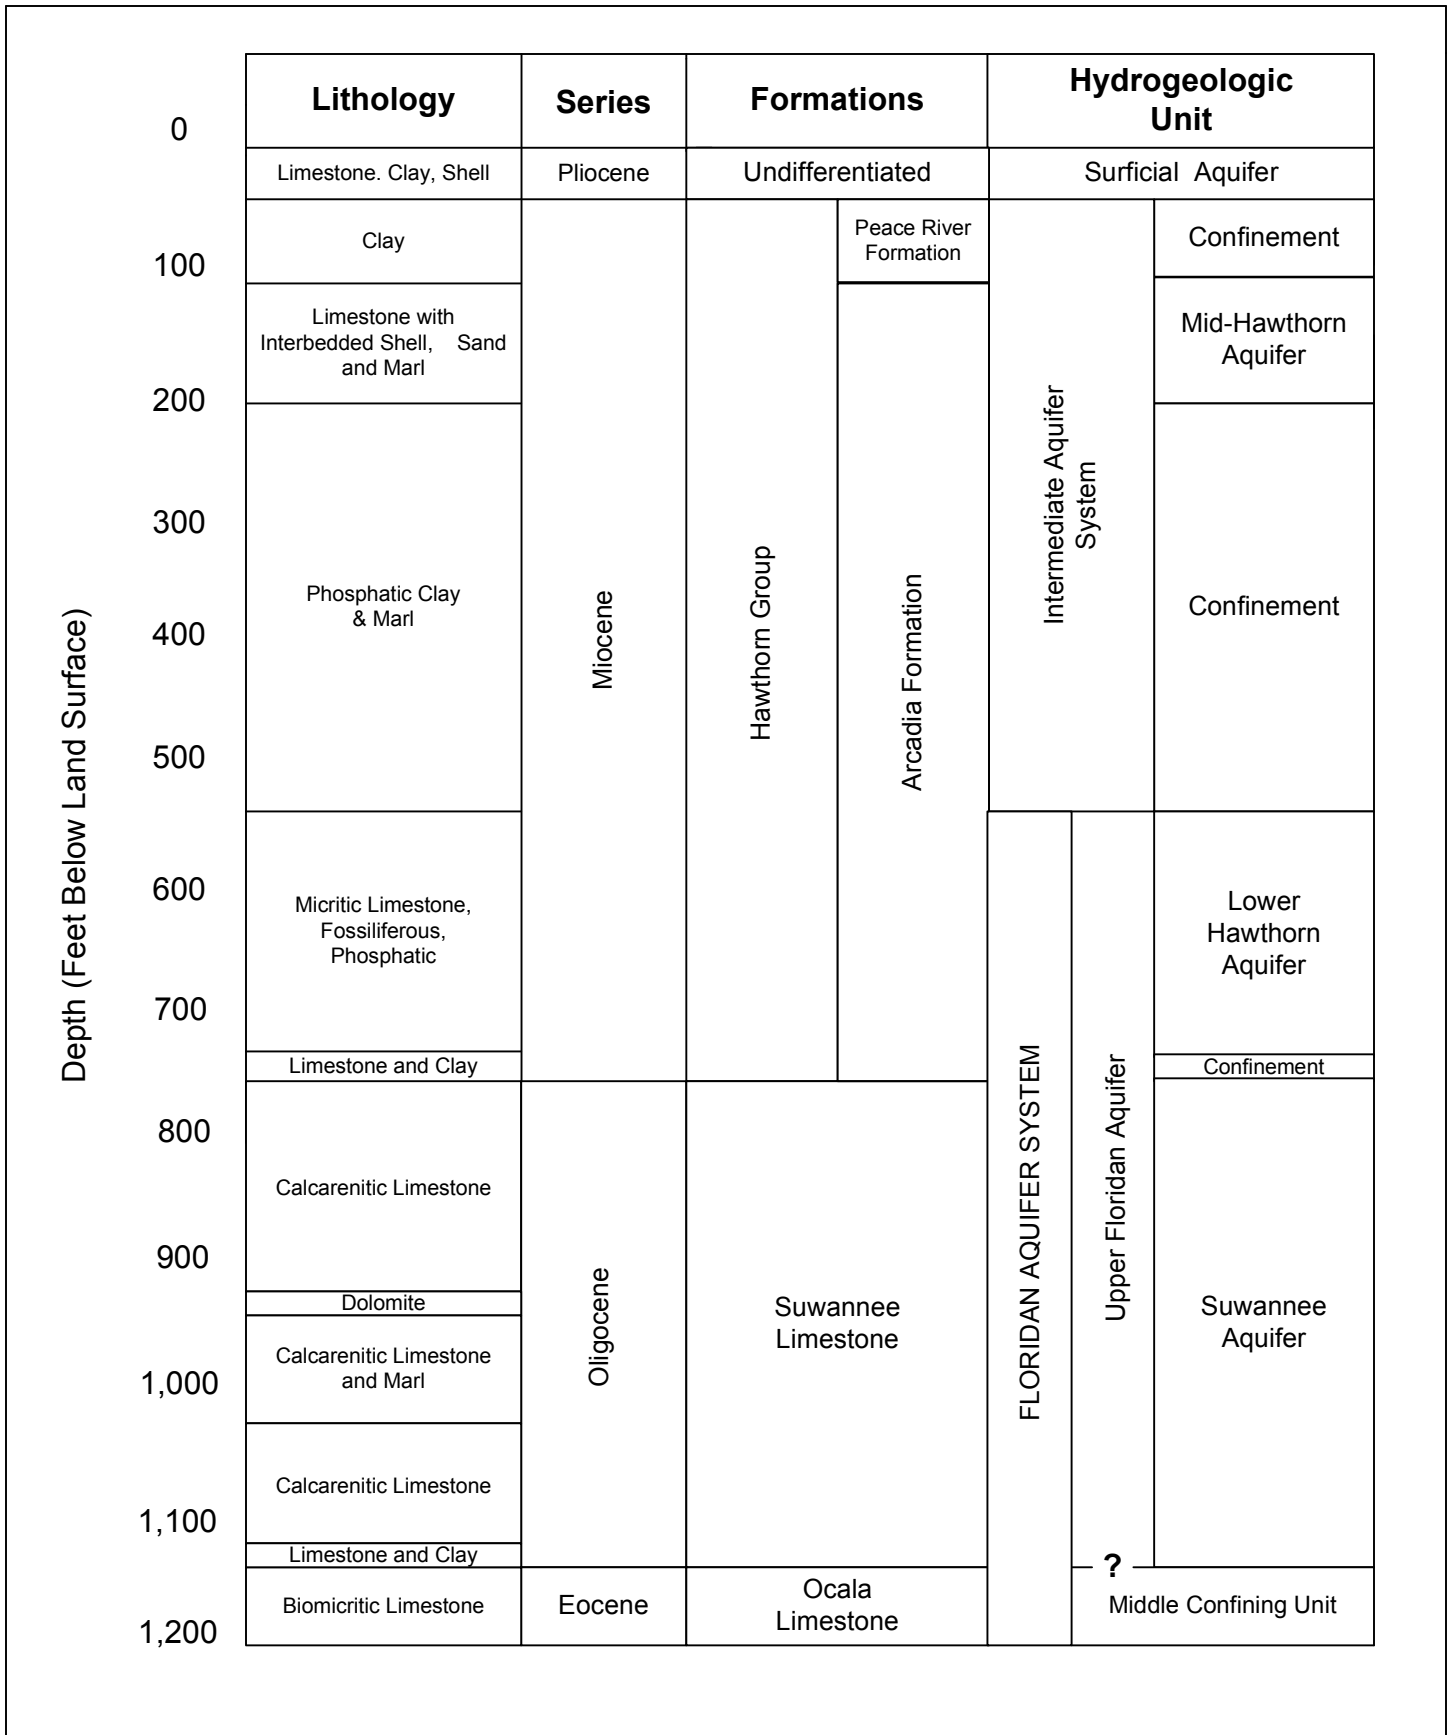 Lithology
Series
Formations
Hydrogeologic
Unit
0
Limestone. Clay, Shell
Pliocene
Undifferentiated
Surficial Aquifer
Clay
Peace River
Formation
Confinement
100
Limestone with
Interbedded Shell, Sand
and Marl
Mid-Hawthorn
Aquifer
200
Intermediate Aquifer
System
300
Phosphatic Clay
& Marl
Miocene
Hawthorn Group
Arcadia Formation
Confinement
400
500
Depth (Feet Below Land Surface)
600
Micritic Limestone,
Fossiliferous,
Phosphatic
Lower
Hawthorn
Aquifer
700
Limestone and Clay
Confinement
800
Calcarenitic Limestone
FLORIDAN AQUIFER SYSTEM
Upper Floridan Aquifer
900
Dolomite
Oligocene
Suwannee
Limestone
Suwannee
Aquifer
Calcarenitic Limestone
and Marl
1,000
Calcarenitic Limestone
1,100
Limestone and Clay
?
Biomicritic Limestone
Eocene
Ocala
Limestone
Middle Confining Unit
1,200